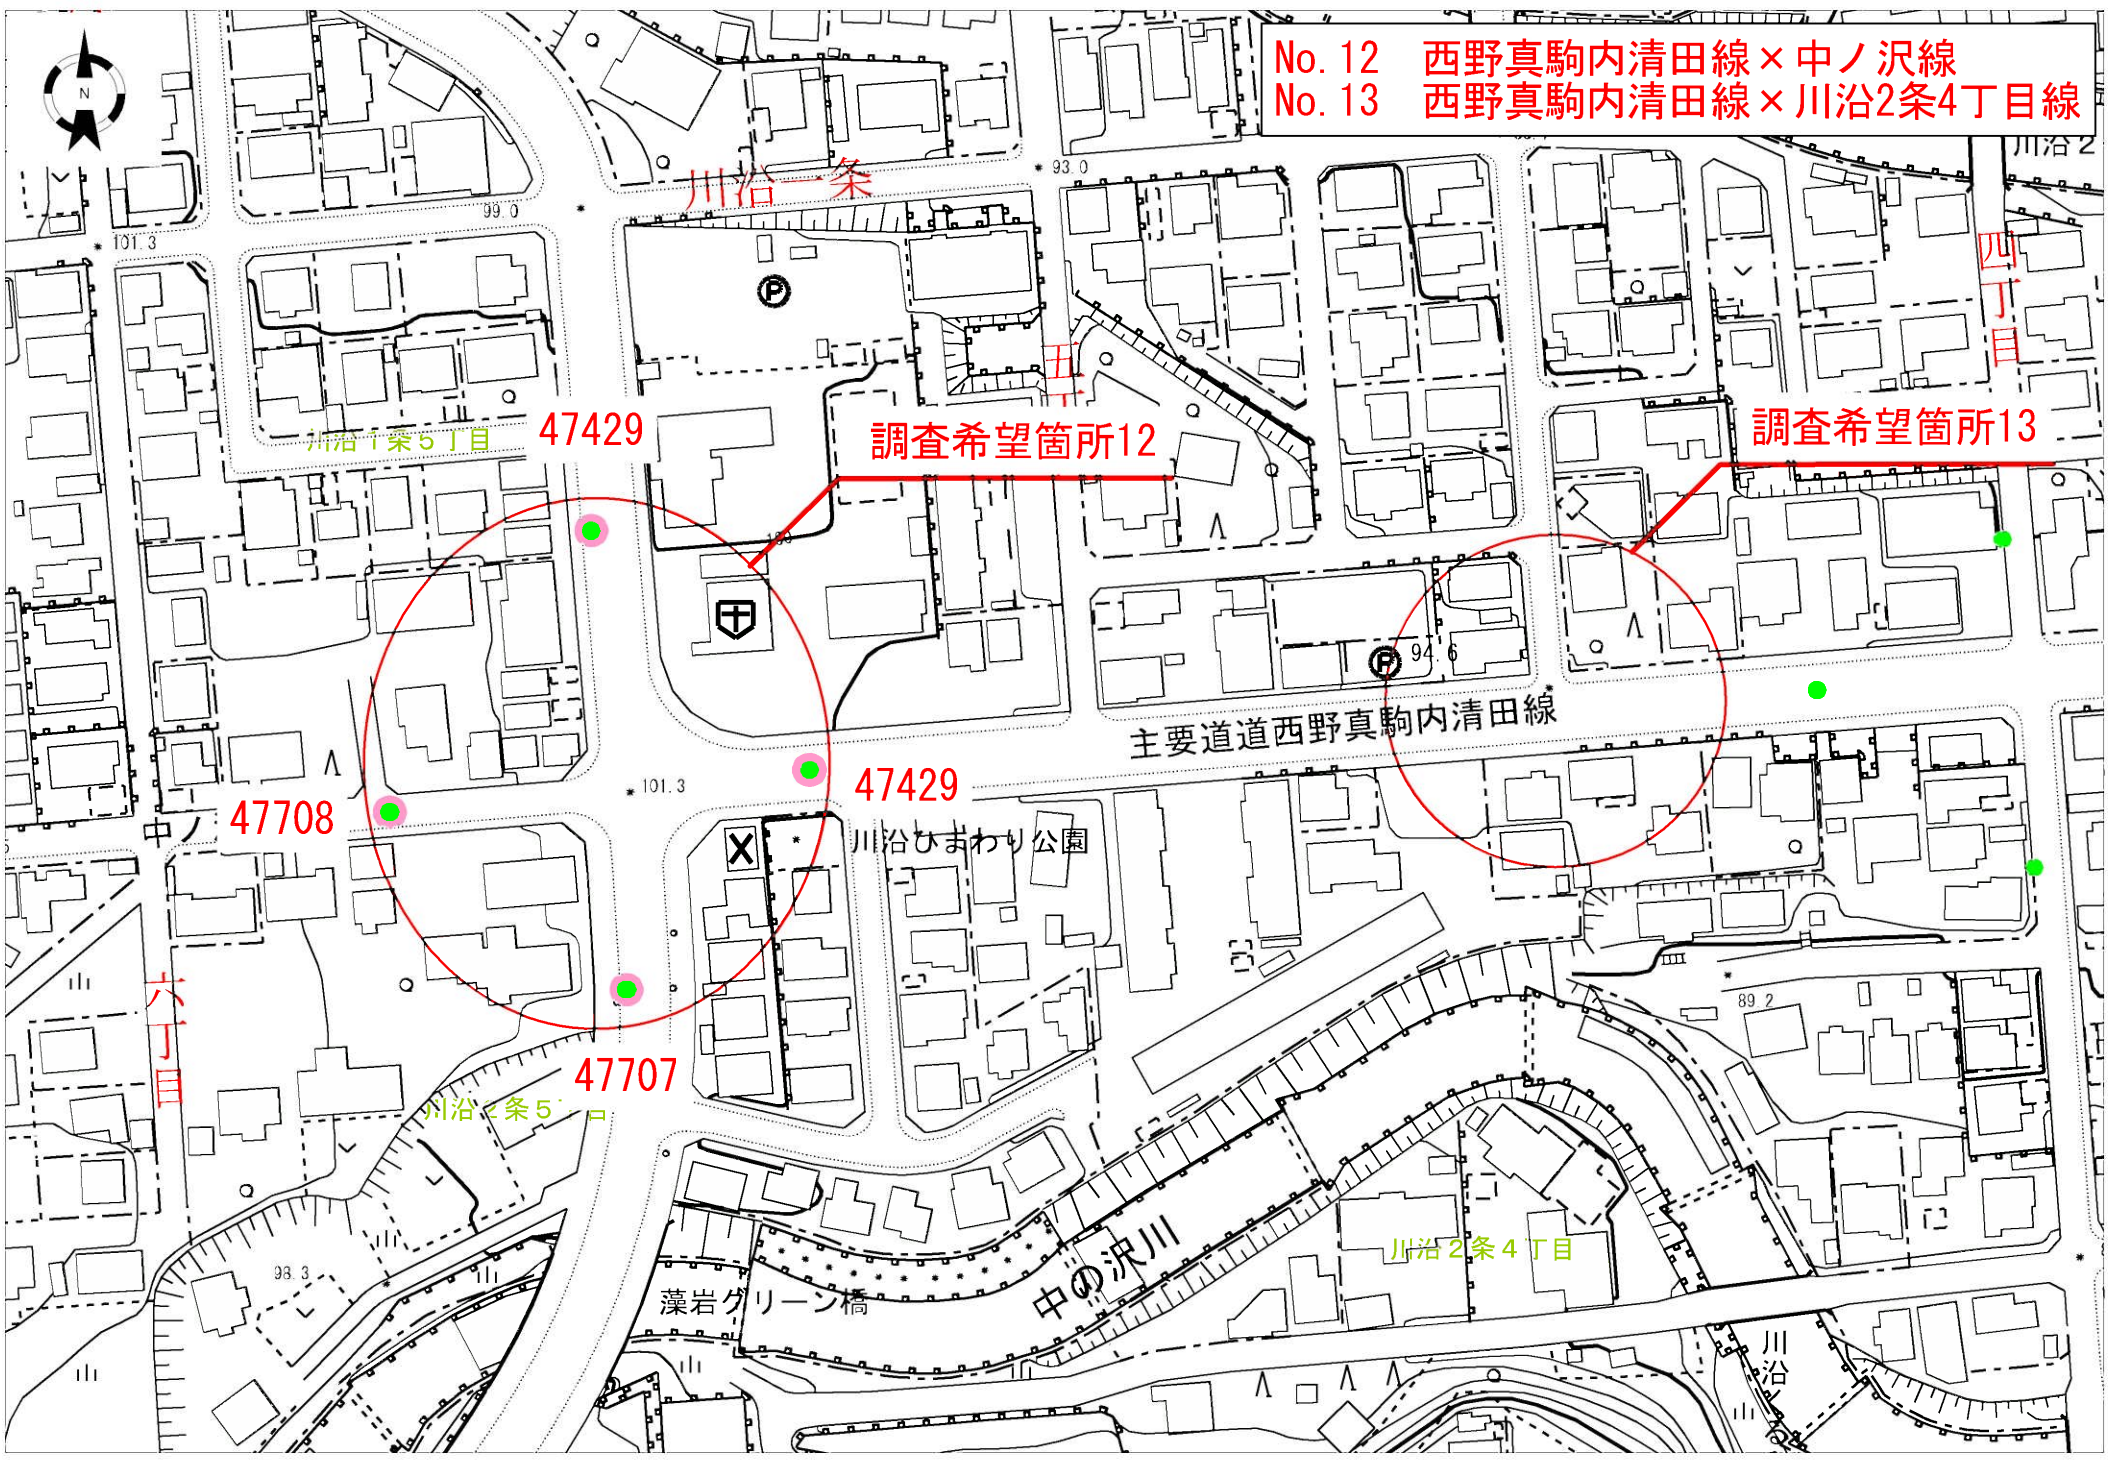 No.12　西野真駒内清田線×中ノ沢線
No.13　西野真駒内清田線×川沿2条4丁目線
N
川沿2
93.0
川沿一条
99.0
101.3
四丁目
P
五丁
47429
調査希望箇所12
調査希望箇所13
川沿1条5丁目
P
94.6
主要道道西野真駒内清田線
101.3
47429
47708
川沿ひまわり公園
六丁目
89.2
47707
川沿2条5丁目
中の沢川
川沿2条4丁目
98.3
藻岩グリーン橋
川沿